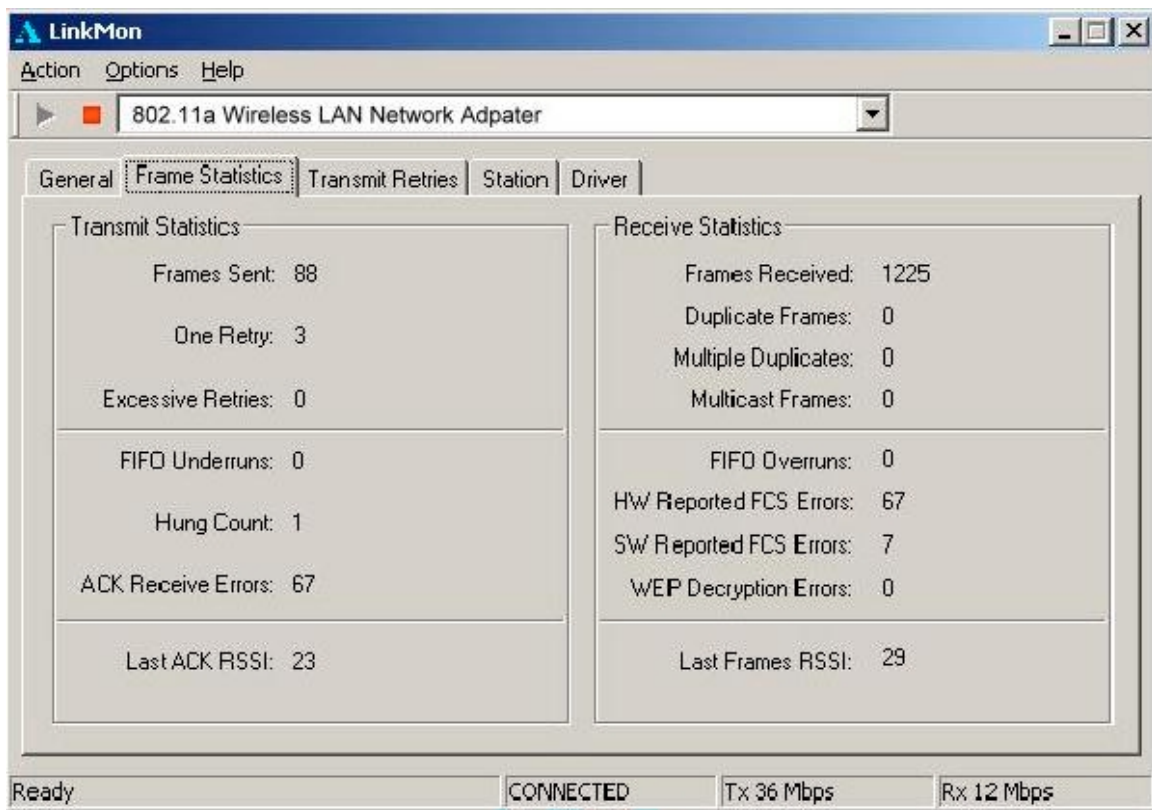 LinkMon
Action Options Help
802.11a Wireless LAN Network Adpater
General Frame Statistics Transmit Retries Station Driver
Transmit Statistics
Frames Sent: 88
One Retry: 3
Excessive Retries: 0
FIFO Underruns: 0
Hung Count: 1
ACK Receive Errors: 67
Last ACK RSSI: 23
Receive Statistics
Frames Received: 1225
Duplicate Frames: 0
Multiple Duplicates: 0
Multicast Frames: 0
FIFO Overruns: 0
HW Reported FCS Errors: 67
SW Reported FCS Errors: 7
WEP Decryption Errors: 0
Last Frames RSSI: 29
Ready CONNECTED Tx 36 Mbps Rx 12 Mbps